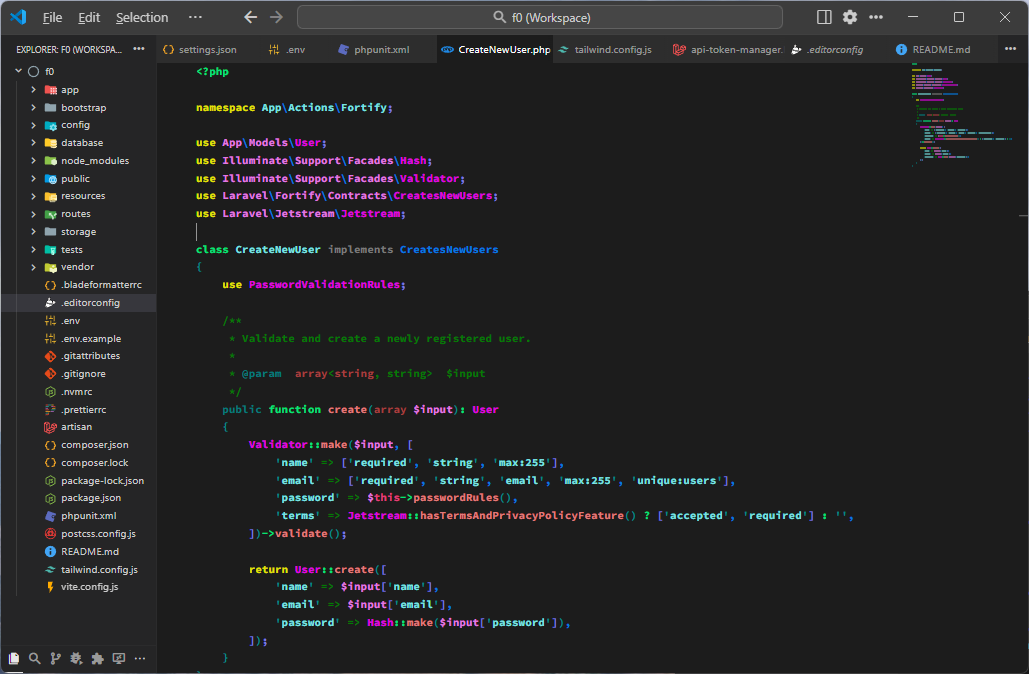 File Edit Selection ··· f0 (Workspace)
EXPLORER: F0 (WORKSPA... ···
settings.json .env phpunit.xml CreateNewUser.php tailwind.config.js api-token-manager. .editorconfig README.md ···
f0
app
bootstrap
config
database
node_modules
public
resources
routes
storage
tests
vendor
.bladeformatterrc
.editorconfig
.env
.env.example
.gitattributes
.gitignore
.nvmrc
.prettierrc
artisan
composer.json
composer.lock
package-lock.json
package.json
phpunit.xml
postcss.config.js
README.md
tailwind.config.js
vite.config.js
<?php
namespace App\Actions\Fortify;
use App\Models\User;
use Illuminate\Support\Facades\Hash;
use Illuminate\Support\Facades\Validator;
use Laravel\Fortify\Contracts\CreatesNewUsers;
use Laravel\Jetstream\Jetstream;
class CreateNewUser implements CreatesNewUsers
{
    use PasswordValidationRules;
    /**
     * Validate and create a newly registered user.
     *
     * @param  array<string, string>  $input
     */
    public function create(array $input): User
    {
        Validator::make($input, [
            'name' => ['required', 'string', 'max:255'],
            'email' => ['required', 'string', 'email', 'max:255', 'unique:users'],
            'password' => $this->passwordRules(),
            'terms' => Jetstream::hasTermsAndPrivacyPolicyFeature() ? ['accepted', 'required'] : '',
        ])->validate();
        return User::create([
            'name' => $input['name'],
            'email' => $input['email'],
            'password' => Hash::make($input['password']),
        ]);
    }